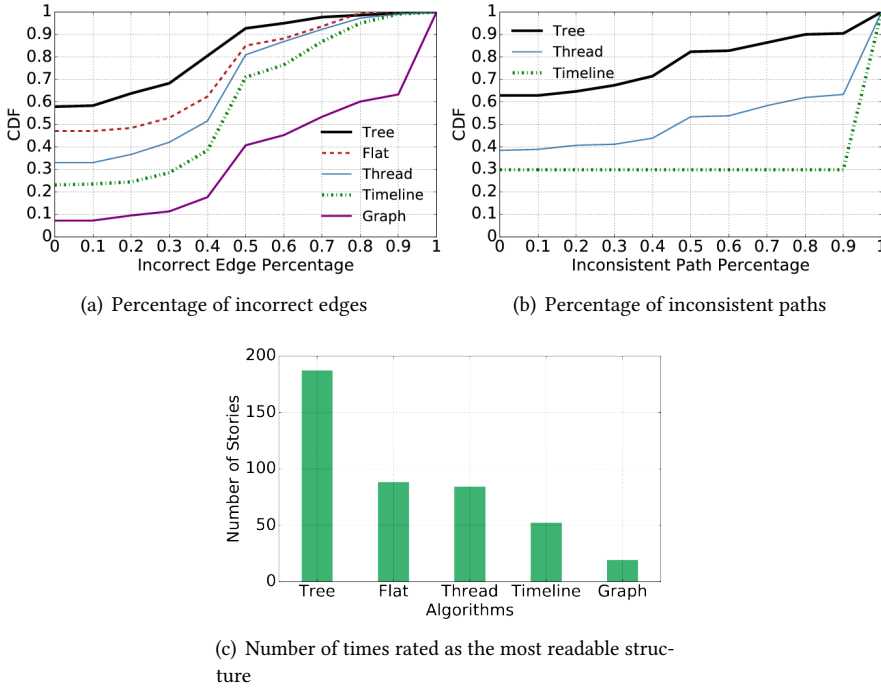 1
0.9
0.8
0.7
0.6
0.5
0.4
0.3
0.2
0.1
0
CDF
Tree
Flat
Thread
Timeline
Graph
0 0.1 0.2 0.3 0.4 0.5 0.6 0.7 0.8 0.9 1
Incorrect Edge Percentage
(a) Percentage of incorrect edges
1
0.9
0.8
0.7
0.6
0.5
0.4
0.3
0.2
0.1
0
CDF
Tree
Thread
Timeline
0 0.1 0.2 0.3 0.4 0.5 0.6 0.7 0.8 0.9 1
Inconsistent Path Percentage
(b) Percentage of inconsistent paths
200
150
100
50
0
Number of Stories
Tree Flat Thread Timeline Graph
Algorithms
(c) Number of times rated as the most readable struc-
ture